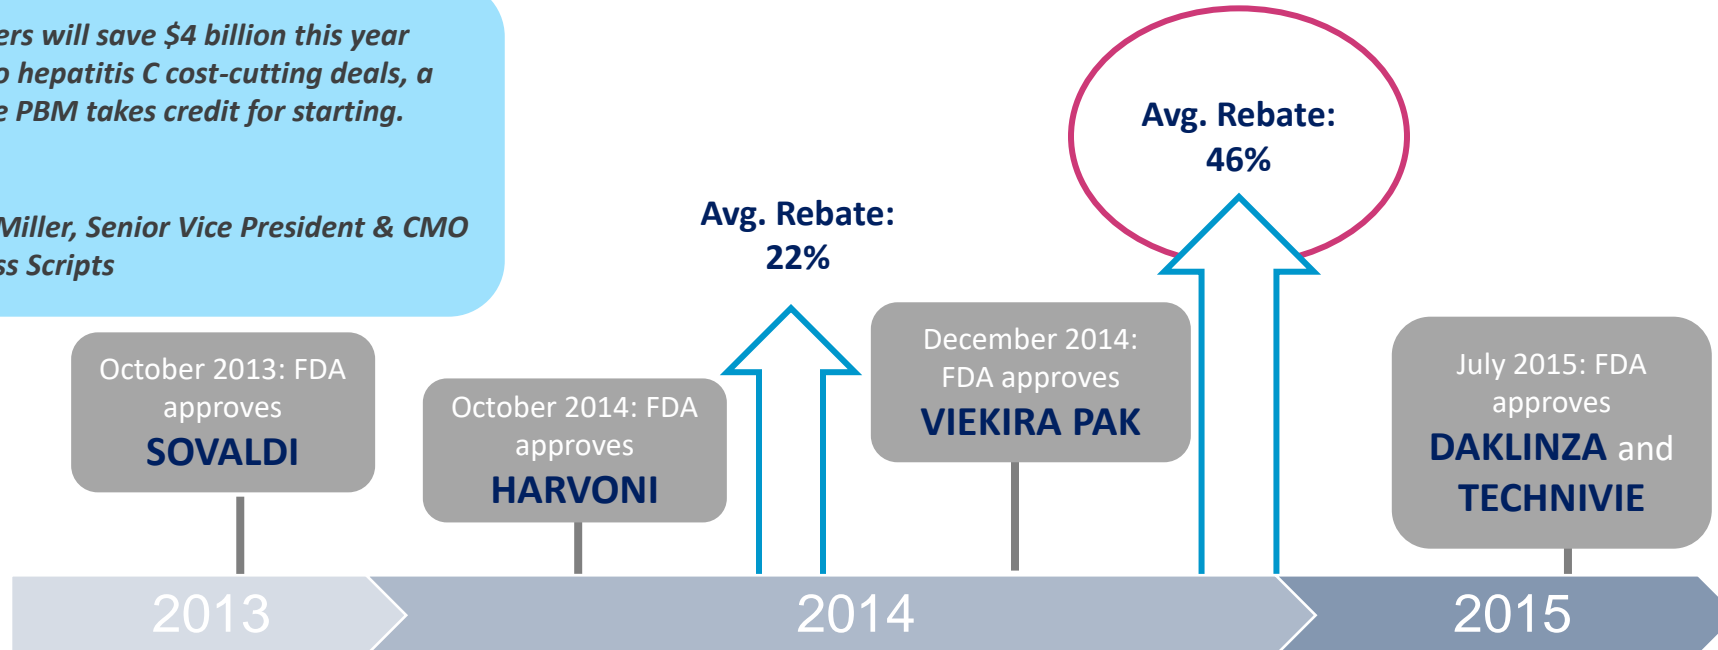 ers will save $4 billion this year
o hepatitis C cost-cutting deals, a
e PBM takes credit for starting.
Miller, Senior Vice President & CMO
ss Scripts
Avg. Rebate:
22%
Avg. Rebate:
46%
October 2013: FDA
approves
SOVALDI
October 2014: FDA
approves
HARVONI
December 2014:
FDA approves
VIEKIRA PAK
July 2015: FDA
approves
DAKLINZA and
TECHNIVIE
2013
2014
2015